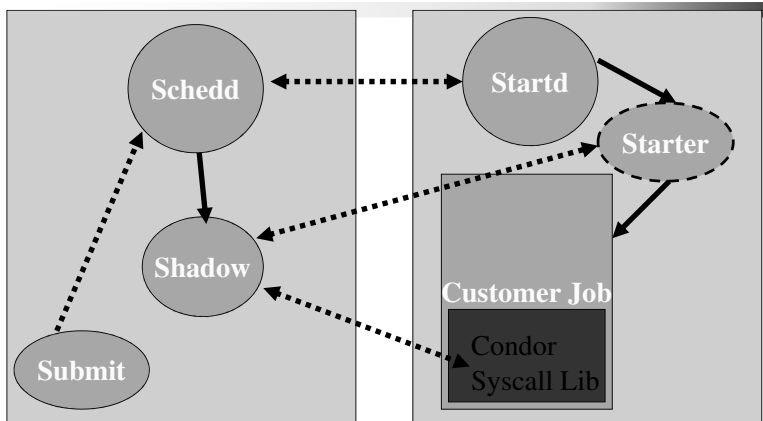 Schedd
Startd
Starter
Shadow
Customer Job
Condor
Syscall Lib
Submit